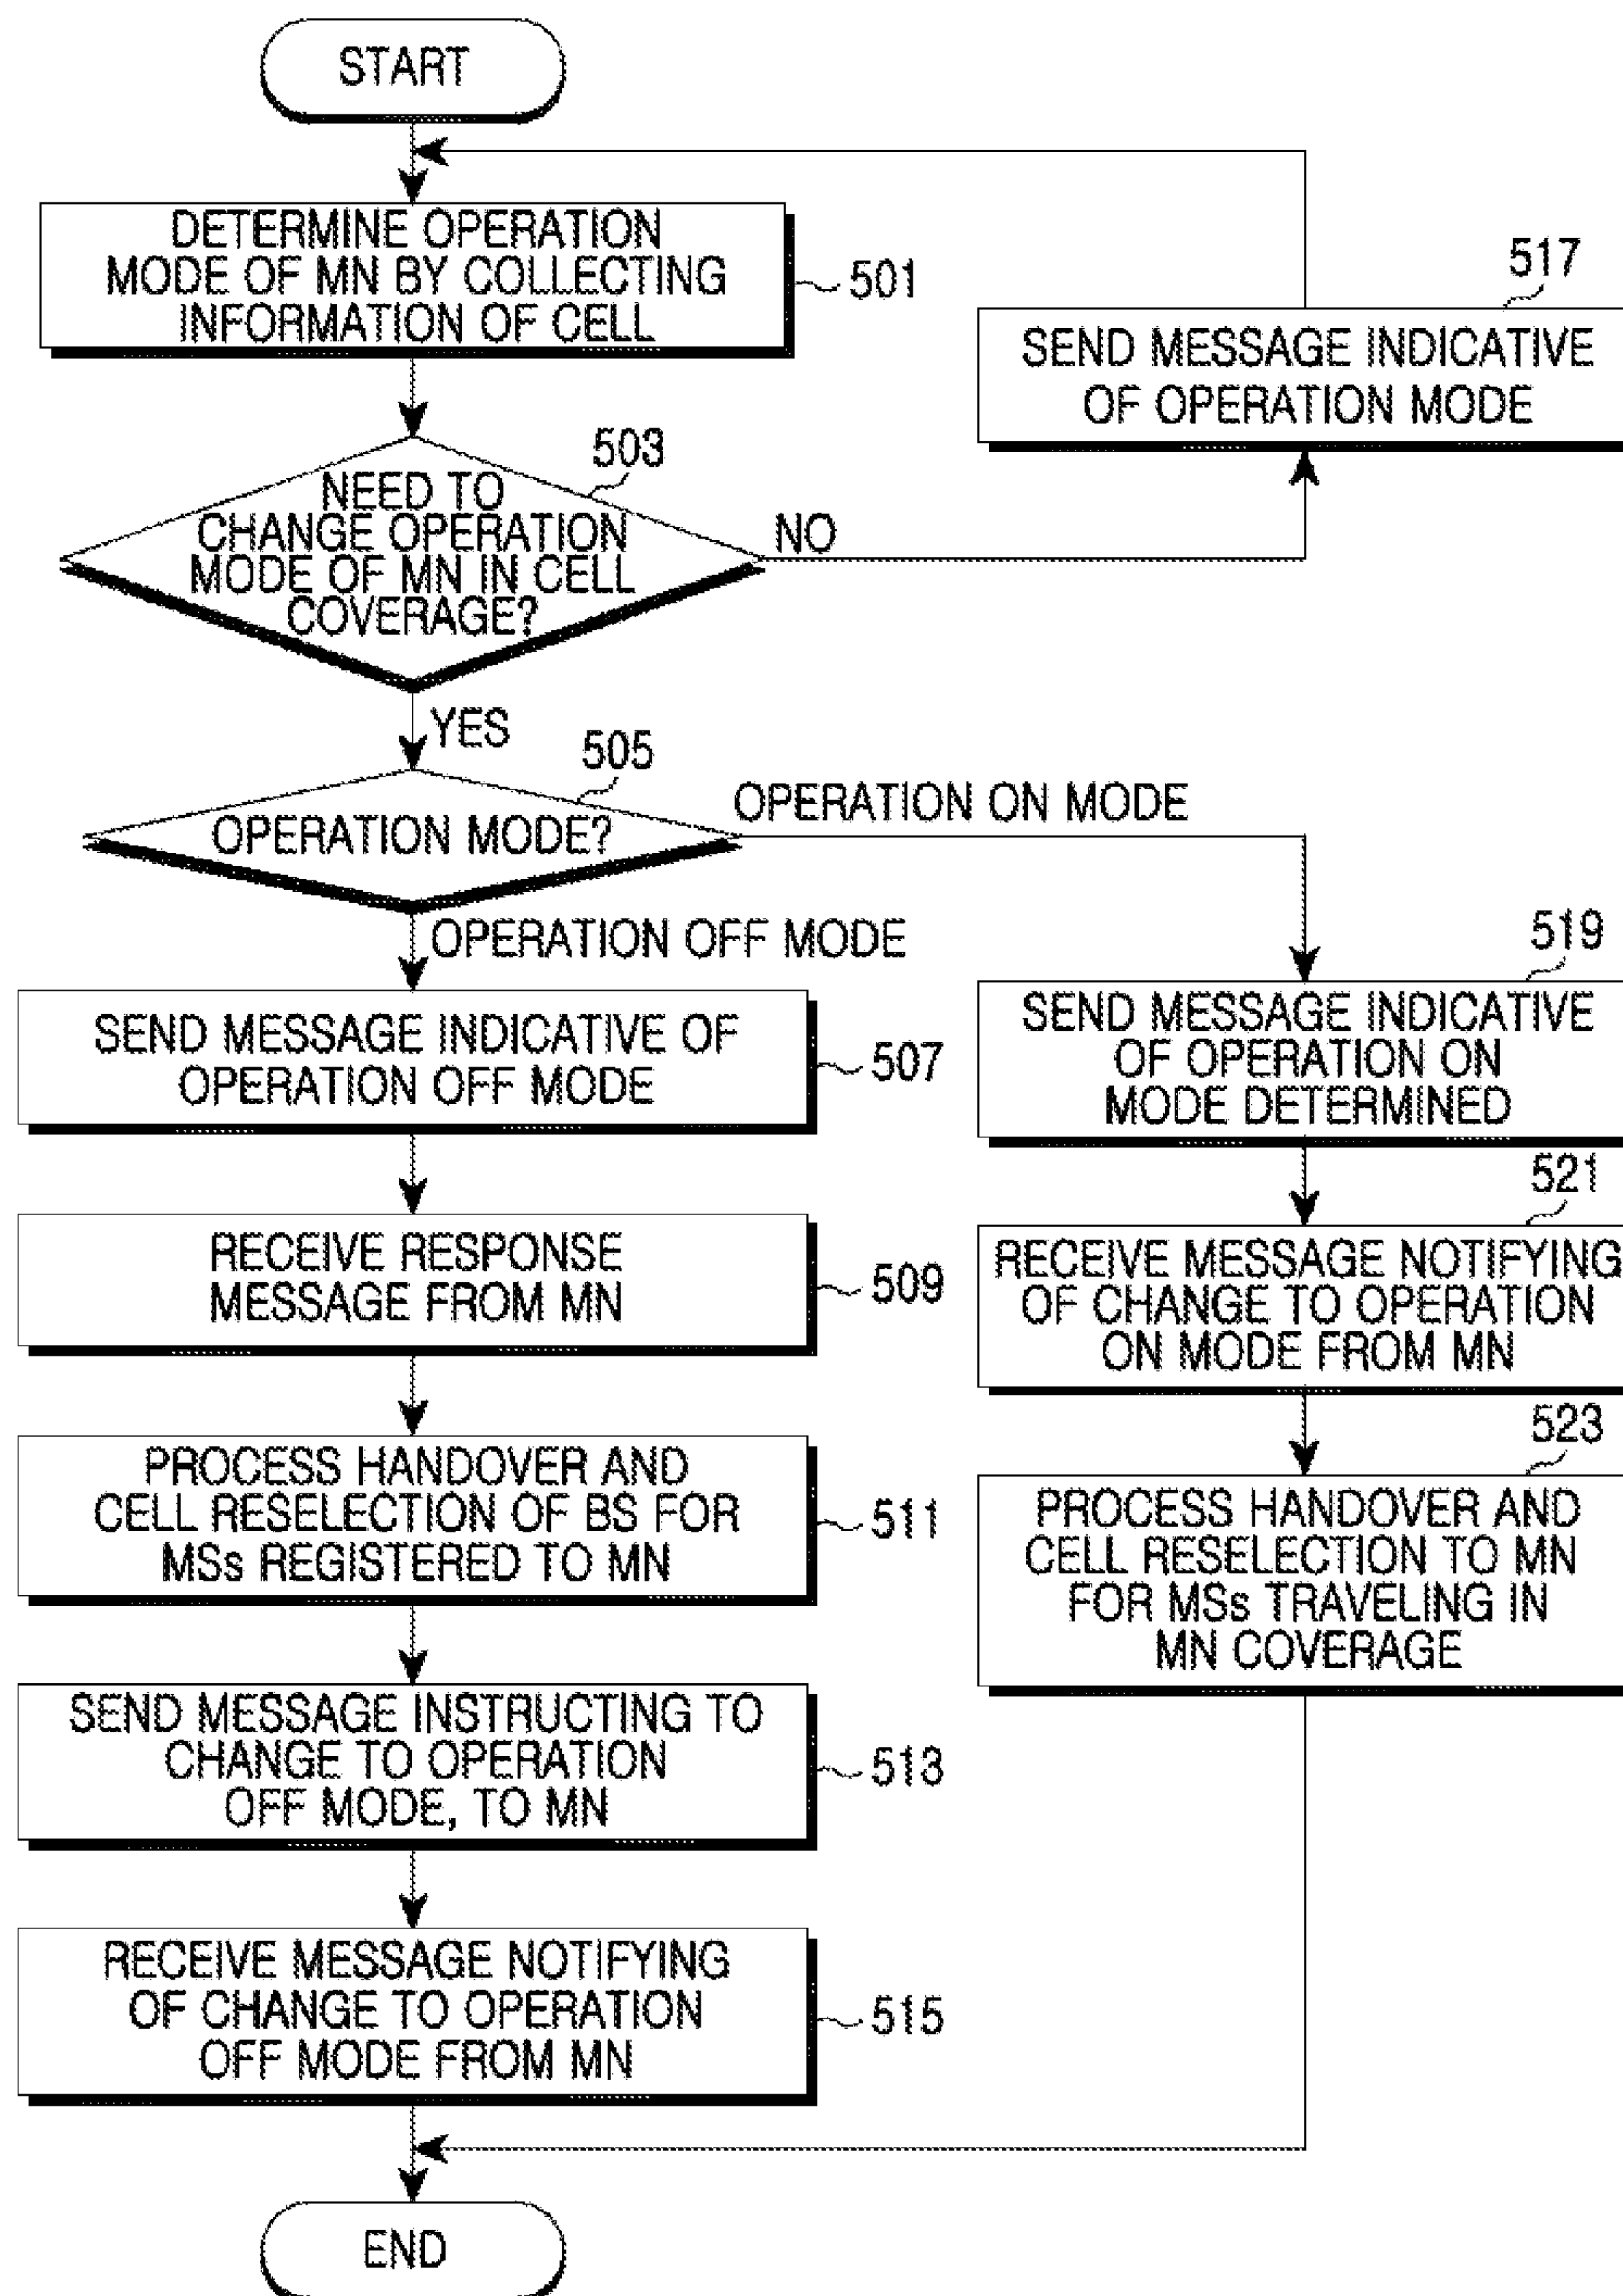 START
DETERMINE OPERATION
MODE OF MN BY COLLECTING
INFORMATION OF CELL
501
517
SEND MESSAGE INDICATIVE
OF OPERATION MODE
503
NEED TO
CHANGE OPERATION
MODE OF MN IN CELL
COVERAGE?
NO
YES
505
OPERATION MODE?
OPERATION ON MODE
OPERATION OFF MODE
SEND MESSAGE INDICATIVE OF
OPERATION OFF MODE
507
RECEIVE RESPONSE
MESSAGE FROM MN
509
PROCESS HANDOVER AND
CELL RESELECTION OF BS FOR
MSs REGISTERED TO MN
511
SEND MESSAGE INSTRUCTING TO
CHANGE TO OPERATION
OFF MODE, TO MN
513
RECEIVE MESSAGE NOTIFYING
OF CHANGE TO OPERATION
OFF MODE FROM MN
515
519
SEND MESSAGE INDICATIVE
OF OPERATION ON
MODE DETERMINED
521
RECEIVE MESSAGE NOTIFYING
OF CHANGE TO OPERATION
ON MODE FROM MN
523
PROCESS HANDOVER AND
CELL RESELECTION TO MN
FOR MSs TRAVELING IN
MN COVERAGE
END